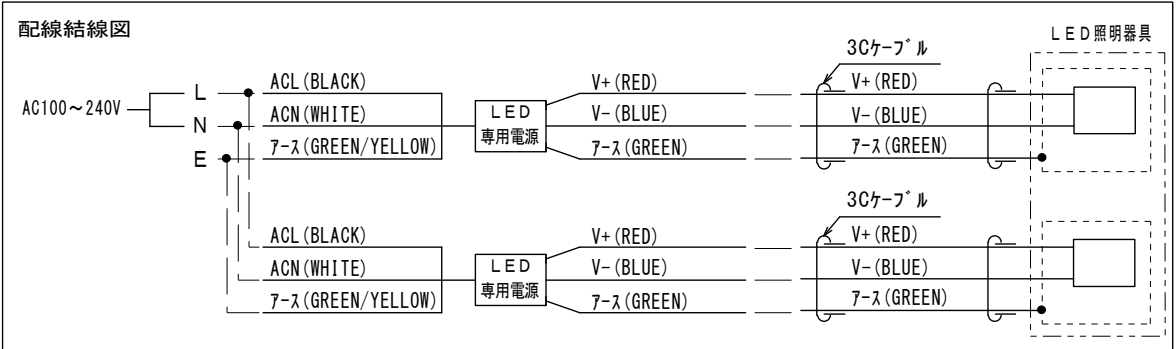 配線結線図
LED照明器具
3Cケーブル
ACL(BLACK)
V+(RED)
V+(RED)
L
AC100～240V
ACN(WHITE)
LED
専用電源
V-(BLUE)
V-(BLUE)
N
アース(GREEN/YELLOW)
アース(GREEN)
アース(GREEN)
E
3Cケーブル
ACL(BLACK)
V+(RED)
V+(RED)
ACN(WHITE)
LED
専用電源
V-(BLUE)
V-(BLUE)
アース(GREEN/YELLOW)
アース(GREEN)
アース(GREEN)